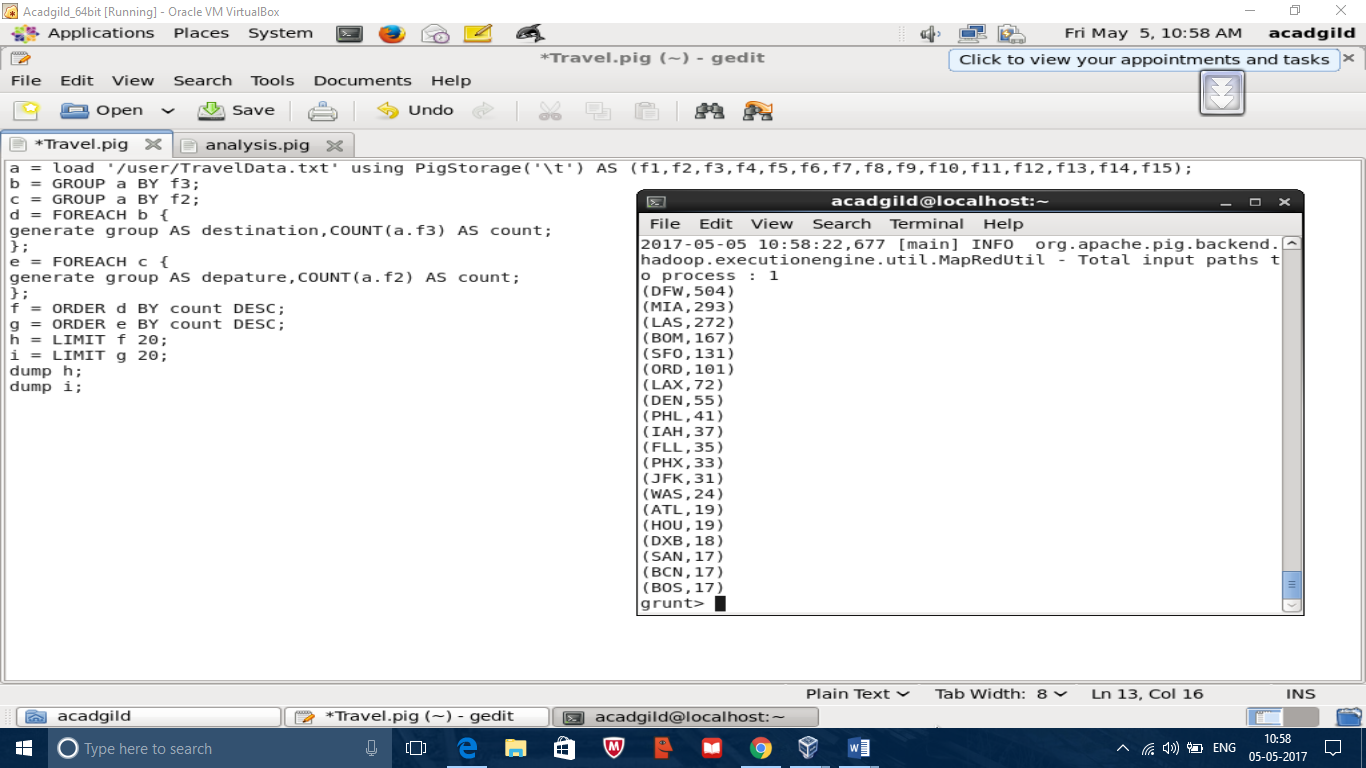 Acadgild_64bit [Running] - Oracle VM VirtualBox
Applications Places System Fri May 5, 10:58 AM acadgild
*Travel.pig (~) - gedit
Click to view your appointments and tasks
File Edit View Search Tools Documents Help
Open Save Undo
*Travel.pig analysis.pig
a = load '/user/TravelData.txt' using PigStorage('\t') AS (f1,f2,f3,f4,f5,f6,f7,f8,f9,f10,f11,f12,f13,f14,f15);
b = GROUP a BY f3;
c = GROUP a BY f2;
d = FOREACH b {
generate group AS destination,COUNT(a.f3) AS count;
};
e = FOREACH c {
generate group AS depature,COUNT(a.f2) AS count;
};
f = ORDER d BY count DESC;
g = ORDER e BY count DESC;
h = LIMIT f 20;
i = LIMIT g 20;
dump h;
dump i;
acadgild@localhost:~
File Edit View Search Terminal Help
2017-05-05 10:58:22,677 [main] INFO  org.apache.pig.backend.
hadoop.executionengine.util.MapRedUtil - Total input paths t
o process : 1
(DFW,504)
(MIA,293)
(LAS,272)
(BOM,167)
(SFO,131)
(ORD,101)
(LAX,72)
(DEN,55)
(PHL,41)
(IAH,37)
(FLL,35)
(PHX,33)
(JFK,31)
(WAS,24)
(ATL,19)
(HOU,19)
(DXB,18)
(SAN,17)
(BCN,17)
(BOS,17)
grunt>
Plain Text Tab Width: 8 Ln 13, Col 16 INS
acadgild *Travel.pig (~) - gedit acadgild@localhost:~
Type here to search ENG 10:58
05-05-2017